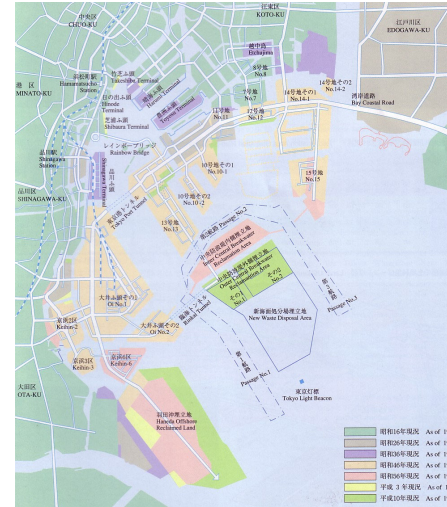 中央区
CHUO-KU
江東区
KOTO-KU
江戸川区
EDOGAWA-KU
港 区
MINATO-KU
浜松町駅
Hamamatsucho
Station
竹芝ふ頭
Takeshiba Terminal
日の出ふ頭
Hinode
Terminal
芝浦ふ頭
Shibaura Terminal
晴海ふ頭
Harumi Terminal
豊洲ふ頭
Toyosu Terminal
越中島
Etchujima
8号地
No.8
7号地
No.7
11号地
No.11
12号地
No.12
14号地その1
No.14-1
14号地その2
No.14-2
湾岸道路
Bay Coastal Road
レインボーブリッジ
Rainbow Bridge
品川駅
Shinagawa
Station
品川ふ頭
Shinagawa Terminal
品川区
SHINAGAWA-KU
東京港トンネル
Tokyo Port Tunnel
10号地その1
No.10-1
10号地その2
No.10-2
13号地
No.13
15号地
No.15
第2航路 Passage No.2
中央防波堤内側埋立地
Inner Central Breakwater
Reclamation Area
中央防波堤外側埋立地
Outer Central Breakwater
Reclamation Area
その1
No.1
その2
No.2
新海面処分場埋立地
New Waste Disposal Area
臨海トンネル
Rinkai Tunnel
第一航路
Passage No.1
第三航路
Passage No.3
東京灯標
Tokyo Light Beacon
大井ふ頭その1
Oi No.1
大井ふ頭その2
Oi No.2
京浜2区
Keihin-2
京浜3区
Keihin-3
京浜6区
Keihin-6
大田区
OTA-KU
羽田沖埋立地
Haneda Offshore
Reclaimed Land
昭和16年現況 As of 1
昭和26年現況 As of 1
昭和36年現況 As of 1
昭和46年現況 As of 1
昭和56年現況 As of 1
平成 3 年現況 As of 1
平成10年現況 As of 1